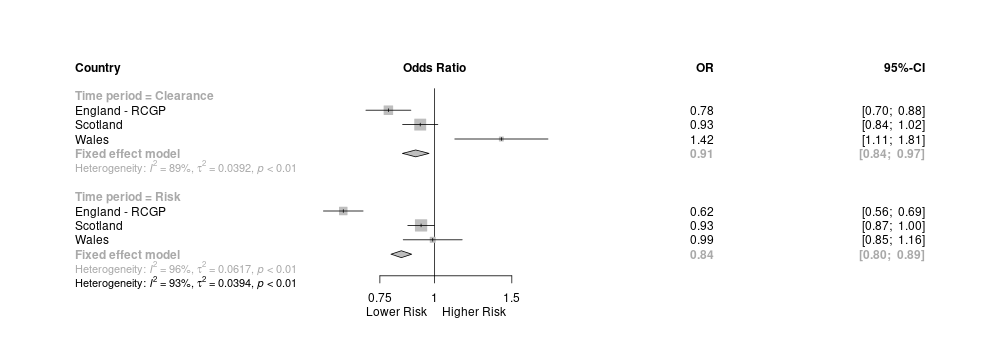 Country Odds Ratio OR 95%-CI
Time period = Clearance
England - RCGP 0.78 [0.70; 0.88]
Scotland 0.93 [0.84; 1.02]
Wales 1.42 [1.11; 1.81]
Fixed effect model 0.91 [0.84; 0.97]
Heterogeneity: I² = 89%, τ² = 0.0392, p < 0.01
Time period = Risk
England - RCGP 0.62 [0.56; 0.69]
Scotland 0.93 [0.87; 1.00]
Wales 0.99 [0.85; 1.16]
Fixed effect model 0.84 [0.80; 0.89]
Heterogeneity: I² = 96%, τ² = 0.0617, p < 0.01
Heterogeneity: I² = 93%, τ² = 0.0394, p < 0.01
0.75 1 1.5
Lower Risk Higher Risk